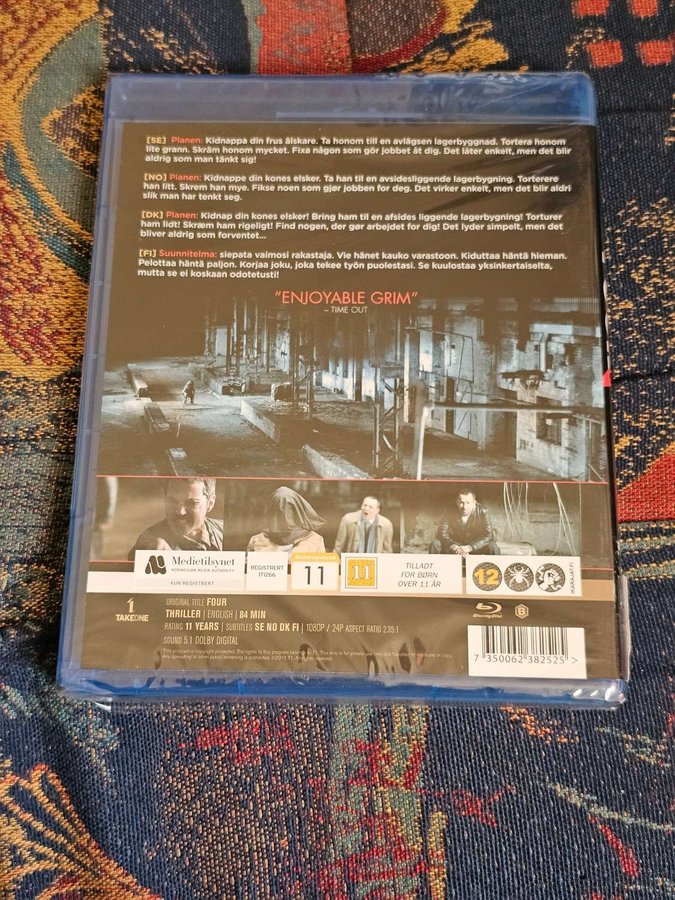 [SE] Planen: Kidnappa din frus älskare. Ta honom till en avlägsen lagerbyggnad. Tortera honom
lite grann. Skräm honom mycket. Fixa någon som gör jobbet åt dig. Det låter enkelt, men det blir
aldrig som man tänkt sig!
[NO] Planen: Kidnappe din kones elsker. Ta han til en avsidesliggende lagerbygning. Torterere
han litt. Skrem han mye. Fikse noen som gjør jobben for deg. Det virker enkelt, men det blir aldri
slik man har tenkt seg.
[DK] Planen: Kidnap din kones elsker! Bring ham til en afsides liggende lagerbygning! Torturer
ham lidt! Skræm ham rigeligt! Find nogen, der gør arbejdet for dig! Det lyder simpelt, men det
bliver aldrig som forventet...
[FI] Suunnitelma: siepata vaimosi rakastaja. Vie hänet kauko varastoon. Kiduttaa häntä hieman.
Pelottaa häntä paljon. Korjaa joku, joka tekee työn puolestasi. Se kuulostaa yksinkertaiselta,
mutta se ei koskaan odotetusti!
"ENJOYABLE GRIM"
– TIME OUT
Medietilsynet
NORWEGIAN MEDIA AUTHORITY
KUN REGISTRERT
REGISTRERT
171266
Aldersgrense
11
11
TILLADT
FOR BØRN
OVER 11 ÅR
12
IKARAJAT.FI
1
TAKEONE
ORIGINAL TITLE FOUR
THRILLER | ENGLISH | 84 MIN
RATING 11 YEARS | SUBTITLES SE NO DK FI | 1080P / 24P ASPECT RATIO 2.35:1
SOUND 5.1 DOLBY DIGITAL
Blu-ray Disc
B
7 350062 382525 >